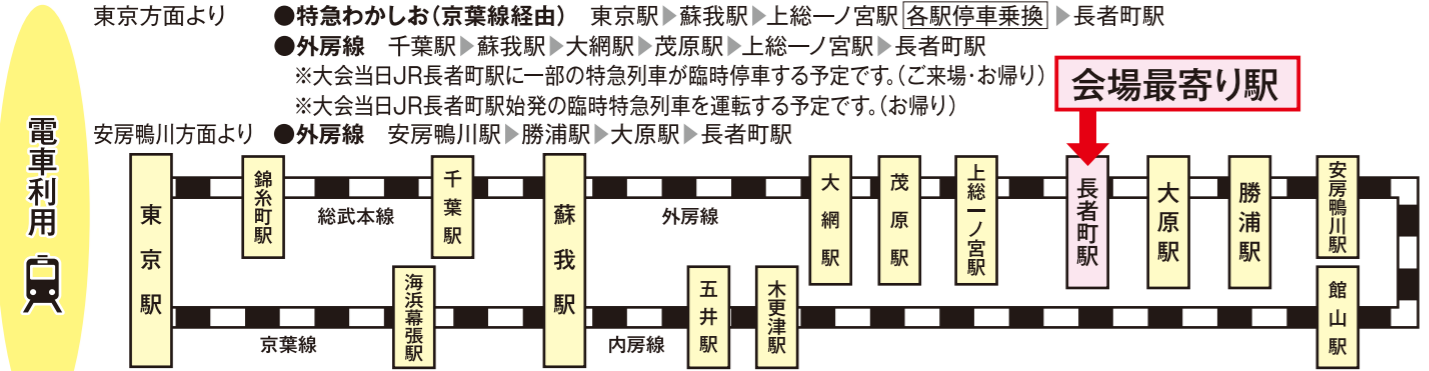 電車利用
東京方面より ●特急わかしお（京葉線経由） 東京駅▶蘇我駅▶上総一ノ宮駅 各駅停車乗換 ▶長者町駅
●外房線 千葉駅▶蘇我駅▶大網駅▶茂原駅▶上総一ノ宮駅▶長者町駅
※大会当日JR長者町駅に一部の特急列車が臨時停車する予定です。（ご来場・お帰り）
※大会当日JR長者町駅始発の臨時特急列車を運転する予定です。（お帰り）
安房鴨川方面より ●外房線 安房鴨川駅▶勝浦駅▶大原駅▶長者町駅
会場最寄り駅
東京駅
錦糸町駅
総武本線
千葉駅
蘇我駅
外房線
大網駅
茂原駅
上総一ノ宮駅
長者町駅
大原駅
勝浦駅
安房鴨川駅
京葉線
海浜幕張駅
内房線
五井駅
木更津駅
館山駅